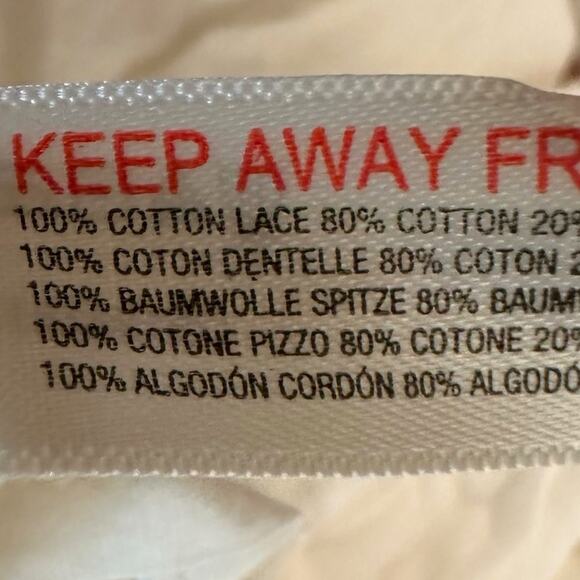 KEEP AWAY FR
100% COTTON LACE 80% COTTON 20%
100% COTON DENTELLE 80% COTON 2
100% BAUMWOLLE SPITZE 80% BAUM
100% COTONE PIZZO 80% COTONE 20%
100% ALGODÓN CORDÓN 80% ALGODÓ